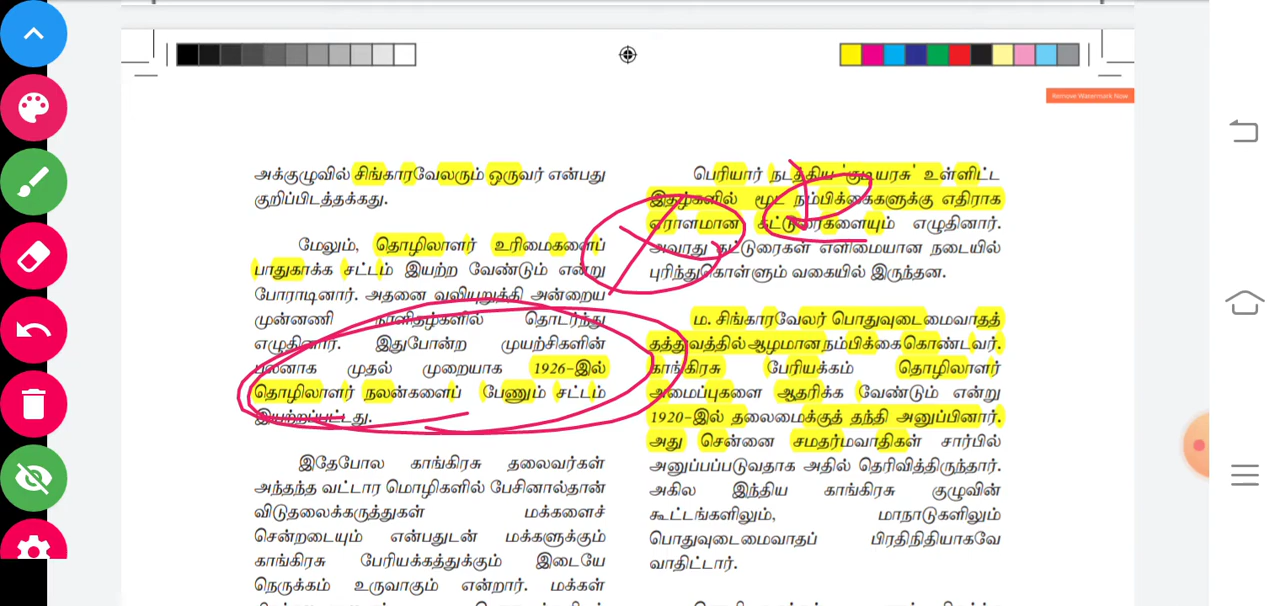 Remove Watermark Now
அக்குழுவில் சிங்காரவேலரும் ஒருவர் என்பது
குறிப்பிடத்தக்கது.
மேலும், தொழிலாளர் உரிமைகளைப்
பாதுகாக்க சட்டம் இயற்ற வேண்டும் என்று
போராடினார். அதனை வலியுறுத்தி அன்றைய
முன்னணி நாளிதழ்களில் தொடர்ந்து
எழுதினார். இதுபோன்ற முயற்சிகளின்
பலனாக முதல் முறையாக 1926-இல்
தொழிலாளர் நலன்களைப் பேணும் சட்டம்
இயற்றப்பட்டது.
இதேபோல காங்கிரசு தலைவர்கள்
அந்தந்த வட்டார மொழிகளில் பேசினால்தான்
விடுதலைக்கருத்துகள் மக்களைச்
சென்றடையும் என்பதுடன் மக்களுக்கும்
காங்கிரசு பேரியக்கத்துக்கும் இடையே
நெருக்கம் உருவாகும் என்றார். மக்கள்
பெரியார் நடத்திய 'குடியரசு' உள்ளிட்ட
இதழ்களில் மூட நம்பிக்கைகளுக்கு எதிராக
ஏராளமான கட்டுரைகளையும் எழுதினார்.
அவரது கட்டுரைகள் எளிமையான நடையில்
புரிந்துகொள்ளும் வகையில் இருந்தன.
ம. சிங்காரவேலர் பொதுவுடைமைவாதத்
தத்துவத்தில் ஆழமான நம்பிக்கைகொண்டவர்.
காங்கிரசு பேரியக்கம் தொழிலாளர்
அமைப்புகளை ஆதரிக்க வேண்டும் என்று
1920-இல் தலைமைக்குத் தந்தி அனுப்பினார்.
அது சென்னை சமதர்மவாதிகள் சார்பில்
அனுப்பப்படுவதாக அதில் தெரிவித்திருந்தார்.
அகில இந்திய காங்கிரசு குழுவின்
கூட்டங்களிலும், மாநாடுகளிலும்
பொதுவுடைமைவாதப் பிரதிநிதியாகவே
வாதிட்டார்.